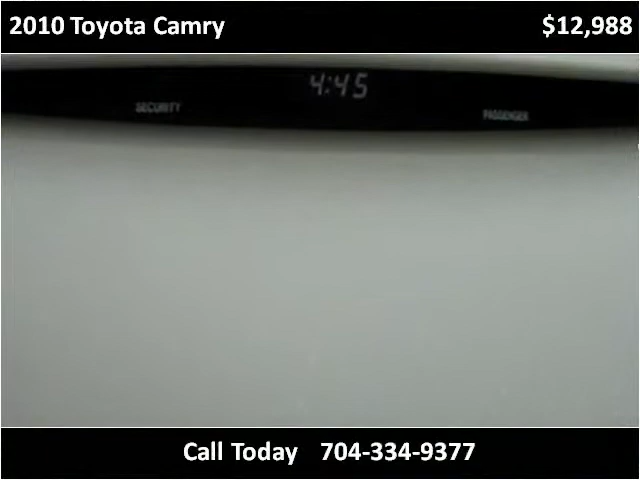 2010 Toyota Camry $12,988
4:45
SECURITY PASSENGER
Call Today 704-334-9377